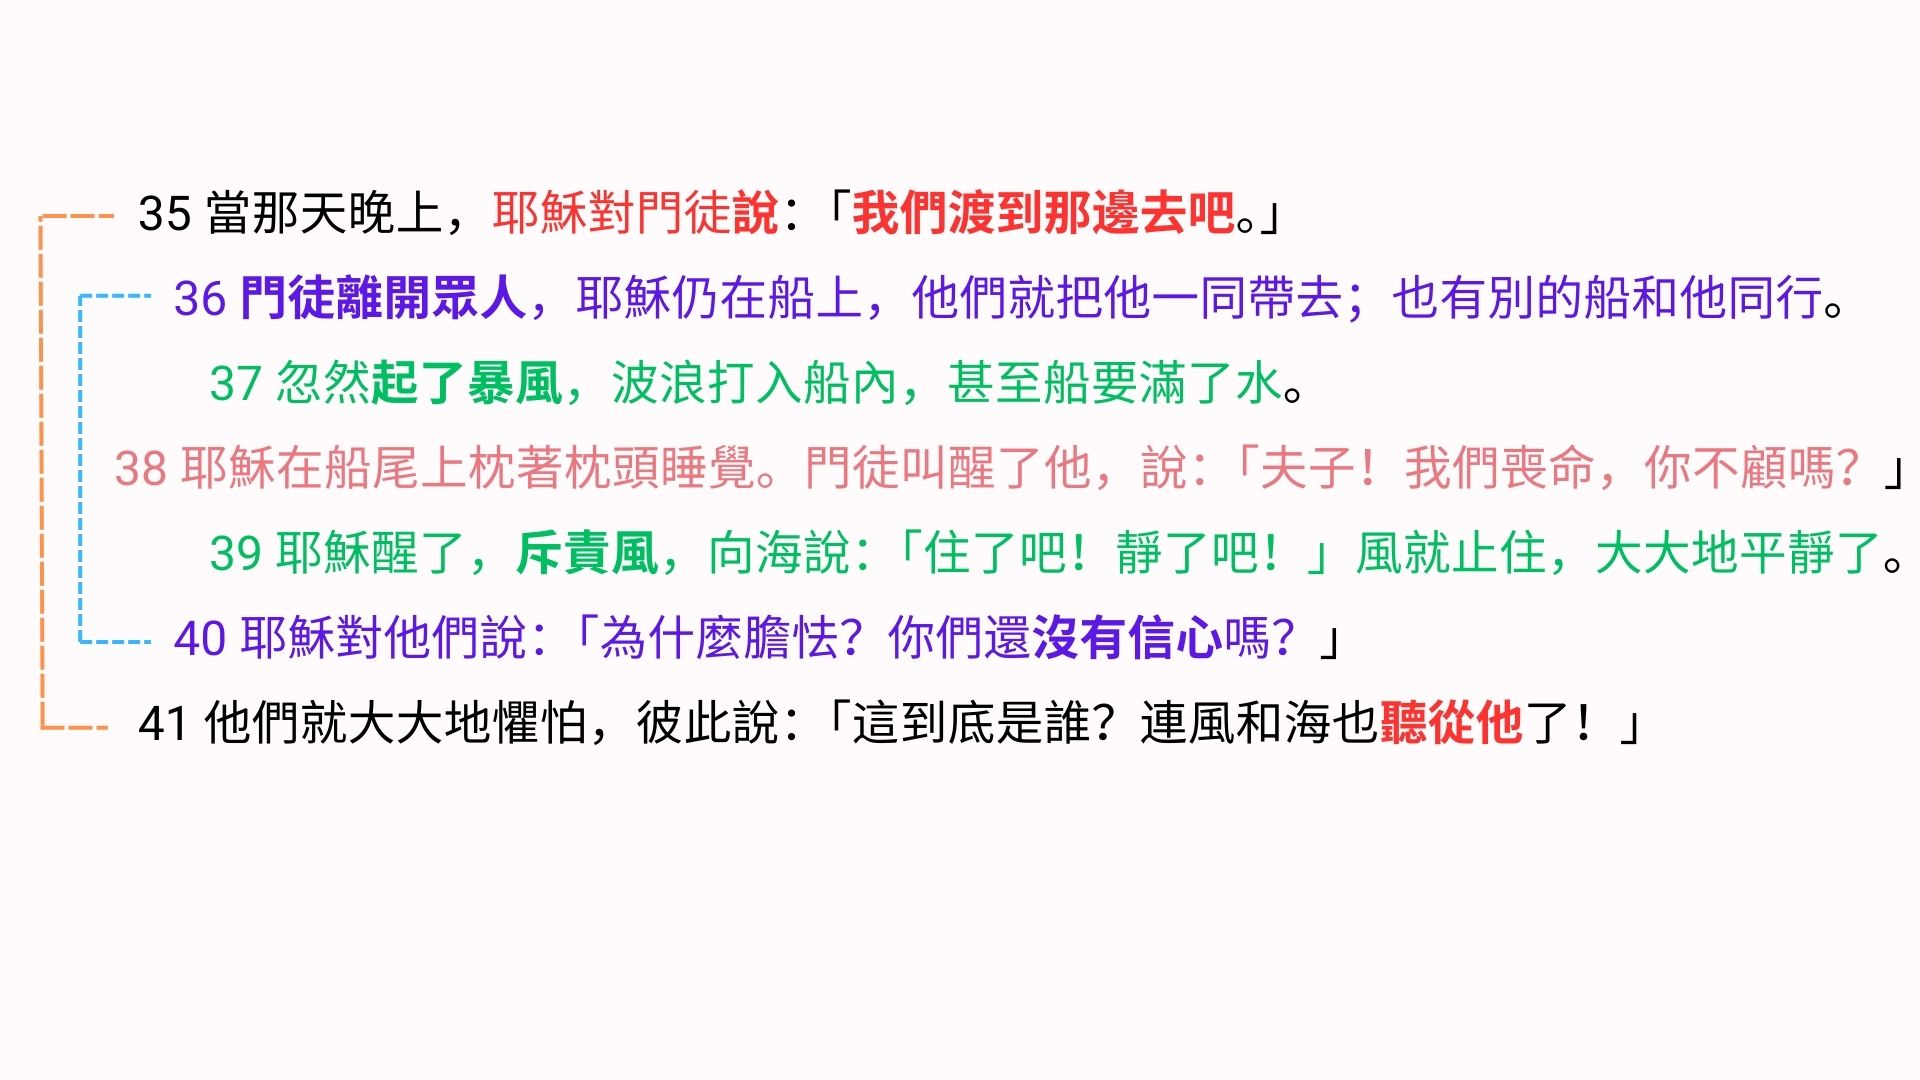 35 當那天晚上，耶穌對門徒說：「我們渡到那邊去吧。」
36 門徒離開眾人，耶穌仍在船上，他們就把他一同帶去；也有別的船和他同行。
37 忽然起了暴風，波浪打入船內，甚至船要滿了水。
38 耶穌在船尾上枕著枕頭睡覺。門徒叫醒了他，說：「夫子！我們喪命，你不顧嗎？」
39 耶穌醒了，斥責風，向海說：「住了吧！靜了吧！」風就止住，大大地平靜了。
40 耶穌對他們說：「為什麼膽怯？你們還沒有信心嗎？」
41 他們就大大地懼怕，彼此說：「這到底是誰？連風和海也聽從他了！」